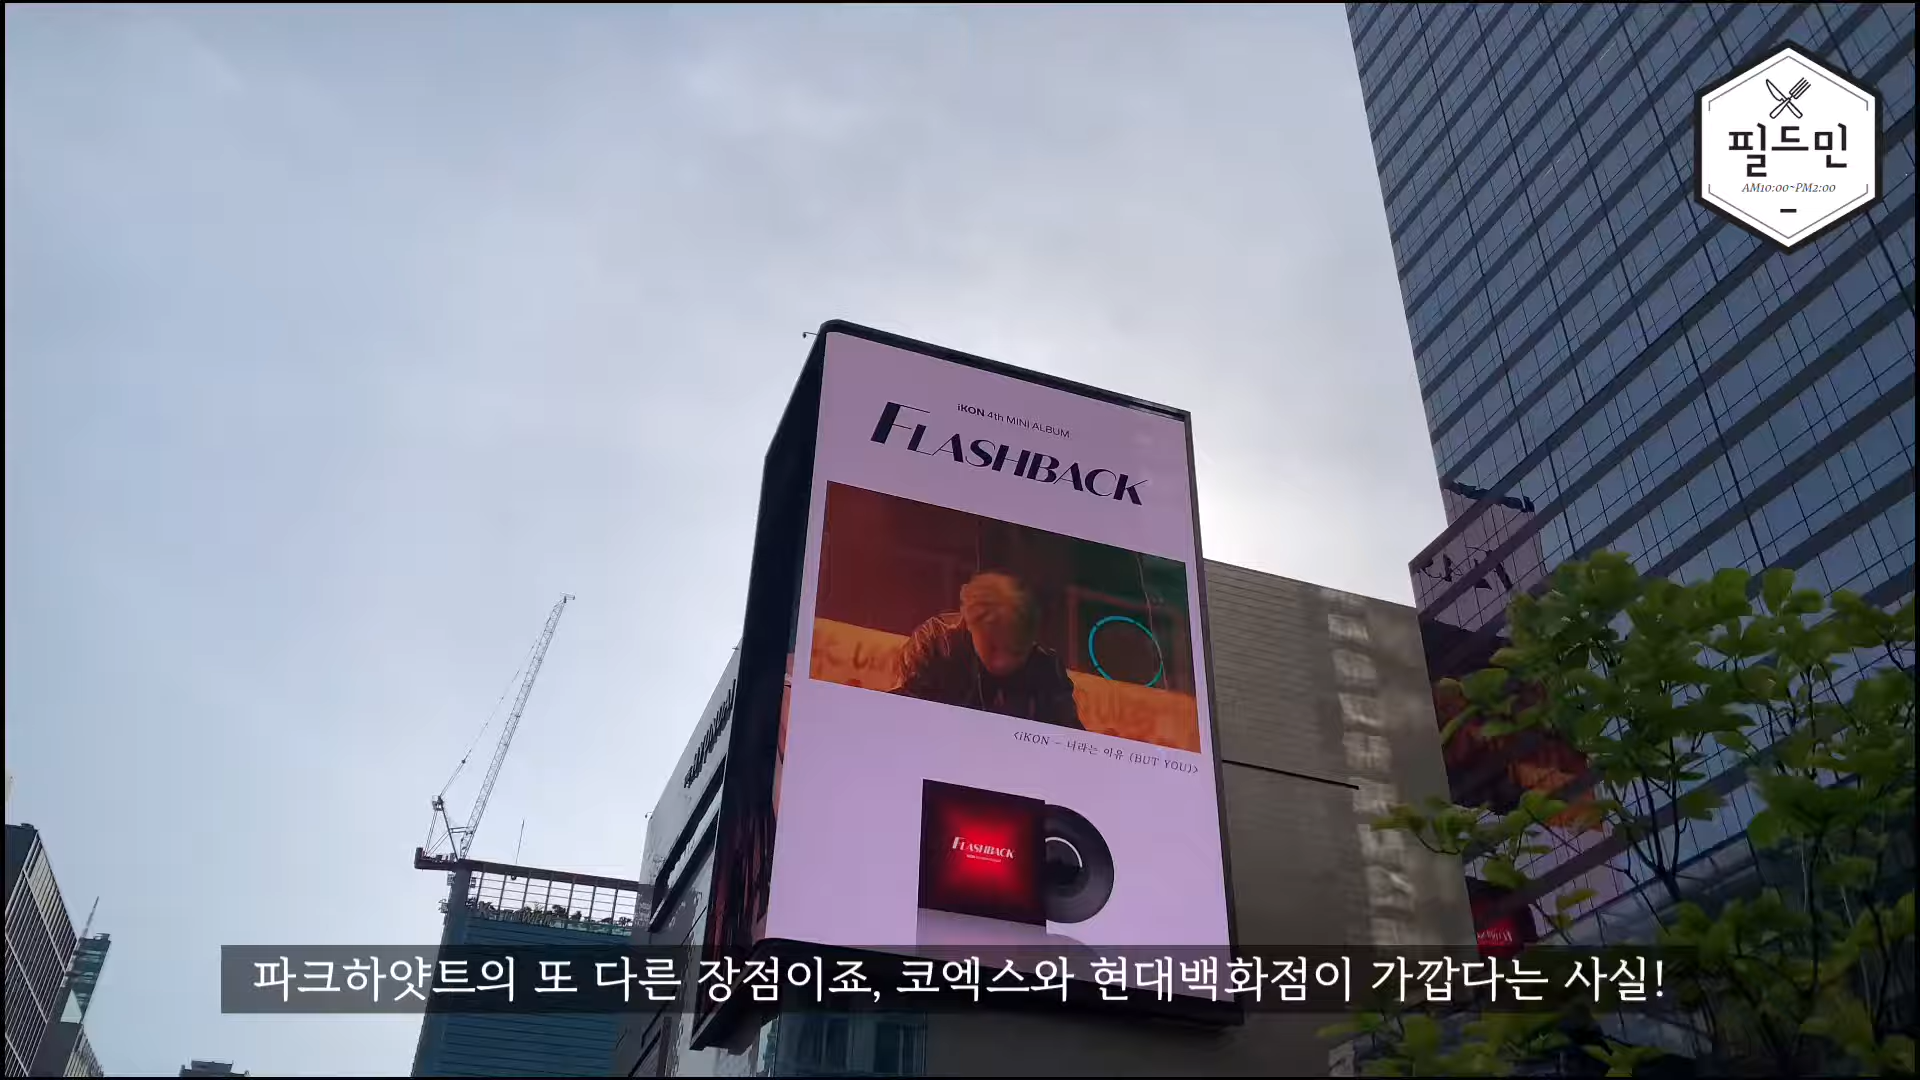 필드민
AM10:00~PM2:00
iKON 4th MINI ALBUM
FLASHBACK
<iKON - 너라는 이유 (BUT YOU)>
FLASHBACK
파크하얏트의 또 다른 장점이죠, 코엑스와 현대백화점이 가깝다는 사실!